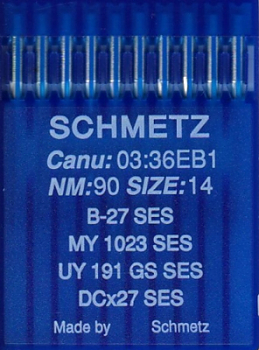 SCHMETZ
Canu: 03:36EB1
NM:90 SIZE:14
B-27 SES
MY 1023 SES
UY 191 GS SES
DCx27 SES
Made by Schmetz